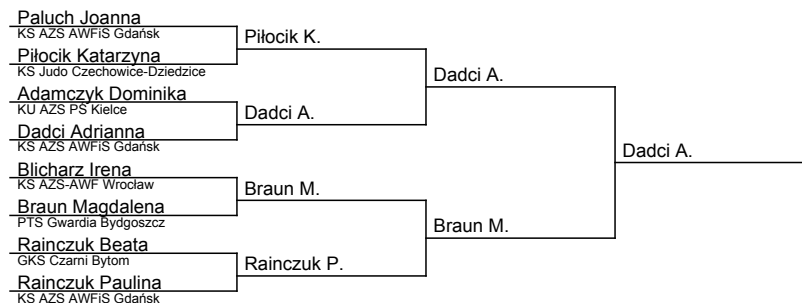 Paluch Joanna
KS AZS AWFiS Gdańsk
Piłocik K.
Piłocik Katarzyna
KS Judo Czechowice-Dziedzice
Dadci A.
Adamczyk Dominika
KU AZS PŚ Kielce
Dadci A.
Dadci Adrianna
KS AZS AWFiS Gdańsk
Dadci A.
Blicharz Irena
KS AZS-AWF Wrocław
Braun M.
Braun Magdalena
PTS Gwardia Bydgoszcz
Braun M.
Rainczuk Beata
GKS Czarni Bytom
Rainczuk P.
Rainczuk Paulina
KS AZS AWFiS Gdańsk